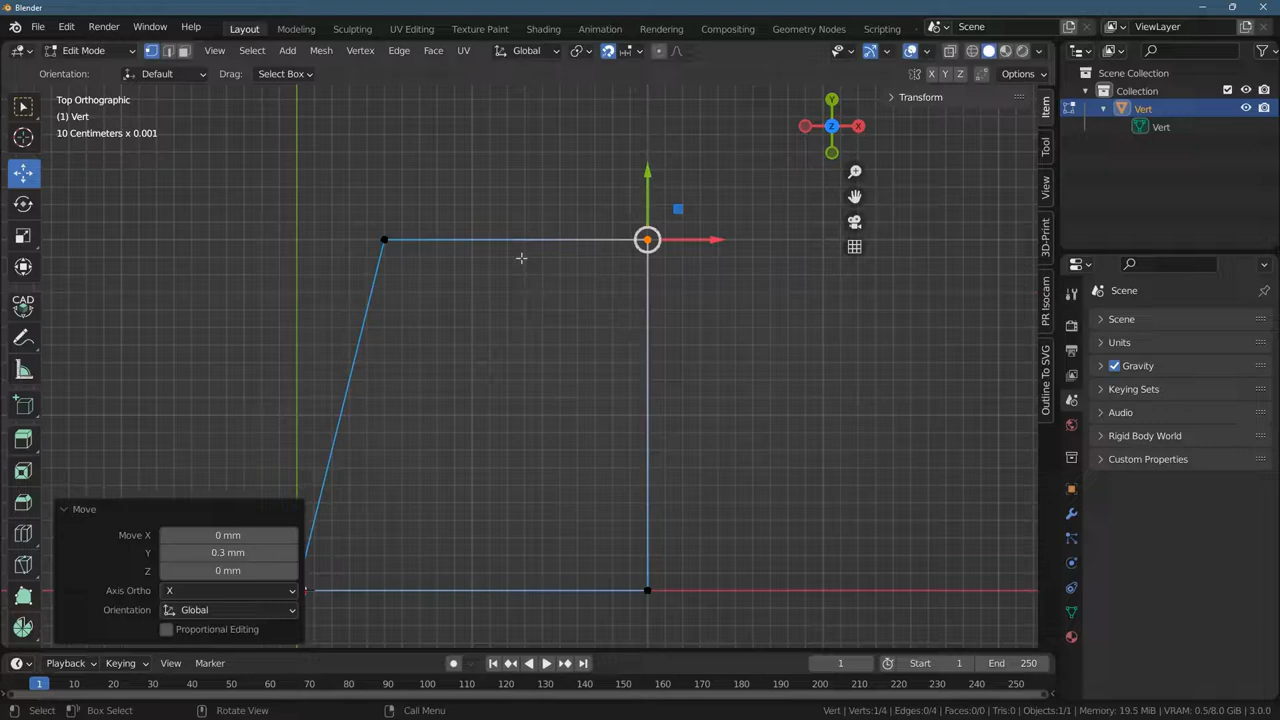 Blender
File Edit Render Window Help Layout Modeling Sculpting UV Editing Texture Paint Shading Animation Rendering Compositing Geometry Nodes Scripting Scene ViewLayer
Edit Mode View Select Add Mesh Vertex Edge Face UV Global
Orientation: Default Drag: Select Box X Y Z Options
Top Orthographic
(1) Vert
10 Centimeters x 0.001
Transform
Y
X
Z
Item
Tool
View
3D-Print
PR Isocam
Outline To SVG
CAD
Scene Collection
Collection
Vert
Vert
Scene
Scene
Units
Gravity
Keying Sets
Audio
Rigid Body World
Custom Properties
Move
Move X 0 mm
Y 0.3 mm
Z 0 mm
Axis Ortho X
Orientation Global
Proportional Editing
Playback Keying View Marker 1 Start 1 End 250
1 10 20 30 40 50 60 70 80 90 100 110 120 130 140 150 160 170 180 190 200 210 220 230 240 250
Select Box Select Rotate View Call Menu Vert | Verts:1/4 | Edges:0/4 | Faces:0/0 | Tris:0 | Objects:1/1 | Memory: 19.5 MiB | VRAM: 0.5/8.0 GiB | 3.0.0